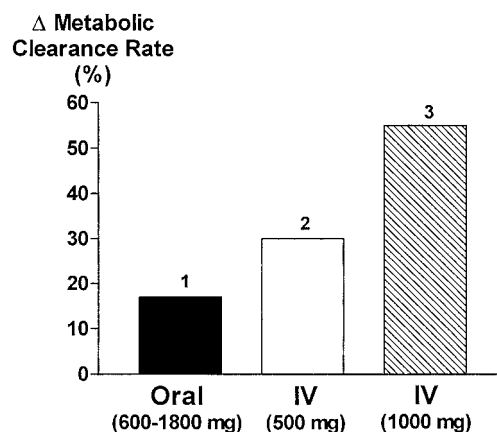 Δ Metabolic
Clearance Rate
(%)
60
50
40
30
20
10
0
1
2
3
Oral
(600-1800 mg)
IV
(500 mg)
IV
(1000 mg)